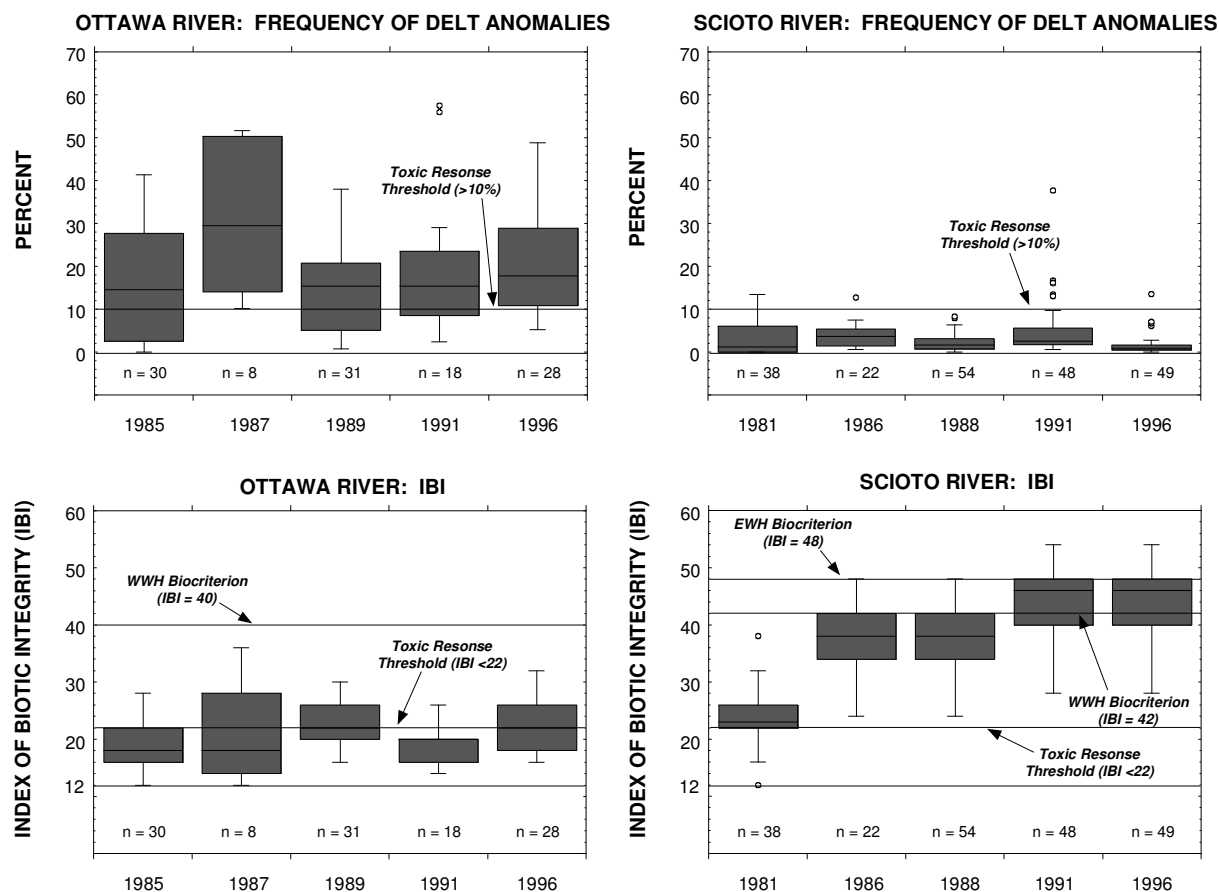 OTTAWA RIVER:  FREQUENCY OF DELT ANOMALIES
PERCENT
70
60
50
40
30
20
10
0
Toxic Resonse
Threshold (>10%)
n = 30
n = 8
n = 31
n = 18
n = 28
1985
1987
1989
1991
1996
SCIOTO RIVER:  FREQUENCY OF DELT ANOMALIES
PERCENT
70
60
50
40
30
20
10
0
Toxic Resonse
Threshold (>10%)
n = 38
n = 22
n = 54
n = 48
n = 49
1981
1986
1988
1991
1996
OTTAWA RIVER:  IBI
INDEX OF BIOTIC INTEGRITY (IBI)
60
50
40
30
20
12
WWH Biocriterion
(IBI = 40)
Toxic Resonse
Threshold (IBI <22)
n = 30
n = 8
n = 31
n = 18
n = 28
1985
1987
1989
1991
1996
SCIOTO RIVER:  IBI
INDEX OF BIOTIC INTEGRITY (IBI)
60
50
40
30
20
12
EWH Biocriterion
(IBI = 48)
WWH Biocriterion
(IBI = 42)
Toxic Resonse
Threshold (IBI <22)
n = 38
n = 22
n = 54
n = 48
n = 49
1981
1986
1988
1991
1996